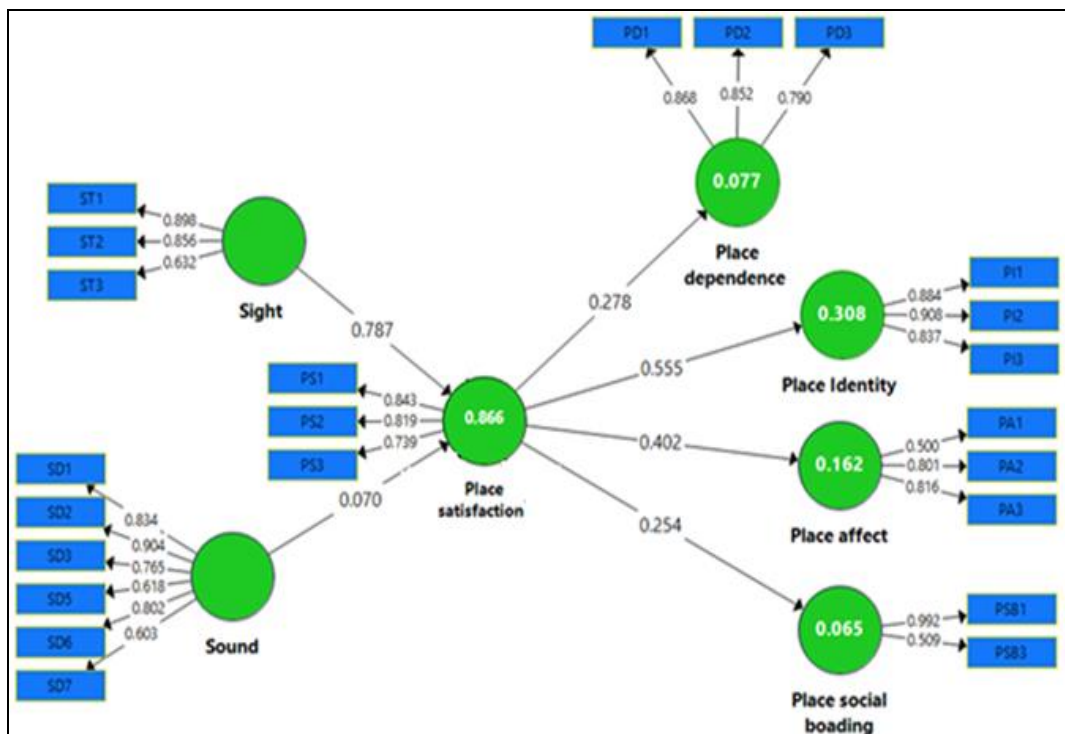 PD1
PD2
PD3
0.868
0.852
0.790
0.077
Place
dependence
ST1
ST2
ST3
0.898
0.856
0.632
Sight
0.787
0.278
PI1
PI2
PI3
0.884
0.908
0.837
0.308
Place Identity
0.555
PS1
PS2
PS3
0.843
0.819
0.739
0.866
Place
satisfaction
0.402
PA1
PA2
PA3
0.500
0.801
0.816
0.162
Place affect
0.070
0.254
SD1
SD2
SD3
SD5
SD6
SD7
0.834
0.904
0.765
0.618
0.802
0.603
Sound
PSB1
PSB3
0.992
0.509
0.065
Place social
boading